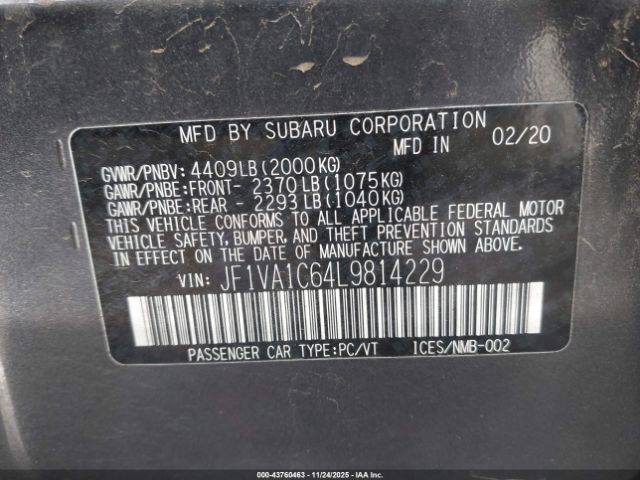 MFD BY SUBARU CORPORATION
MFD IN 02/20
GVWR/PNBV: 4409LB(2000KG)
GAWR/PNBE:FRONT- 2370LB(1075KG)
GAWR/PNBE:REAR - 2293LB(1040KG)
THIS VEHICLE CONFORMS TO ALL APPLICABLE FEDERAL MOTOR
VEHICLE SAFETY, BUMPER, AND THEFT PREVENTION STANDARDS
IN EFFECT ON THE DATE OF MANUFACTURE SHOWN ABOVE.
VIN: JF1VA1C64L9814229
PASSENGER CAR TYPE:PC/VT ICES/NMB-002
000-43760463 - 11/24/2025 - IAAI.COM